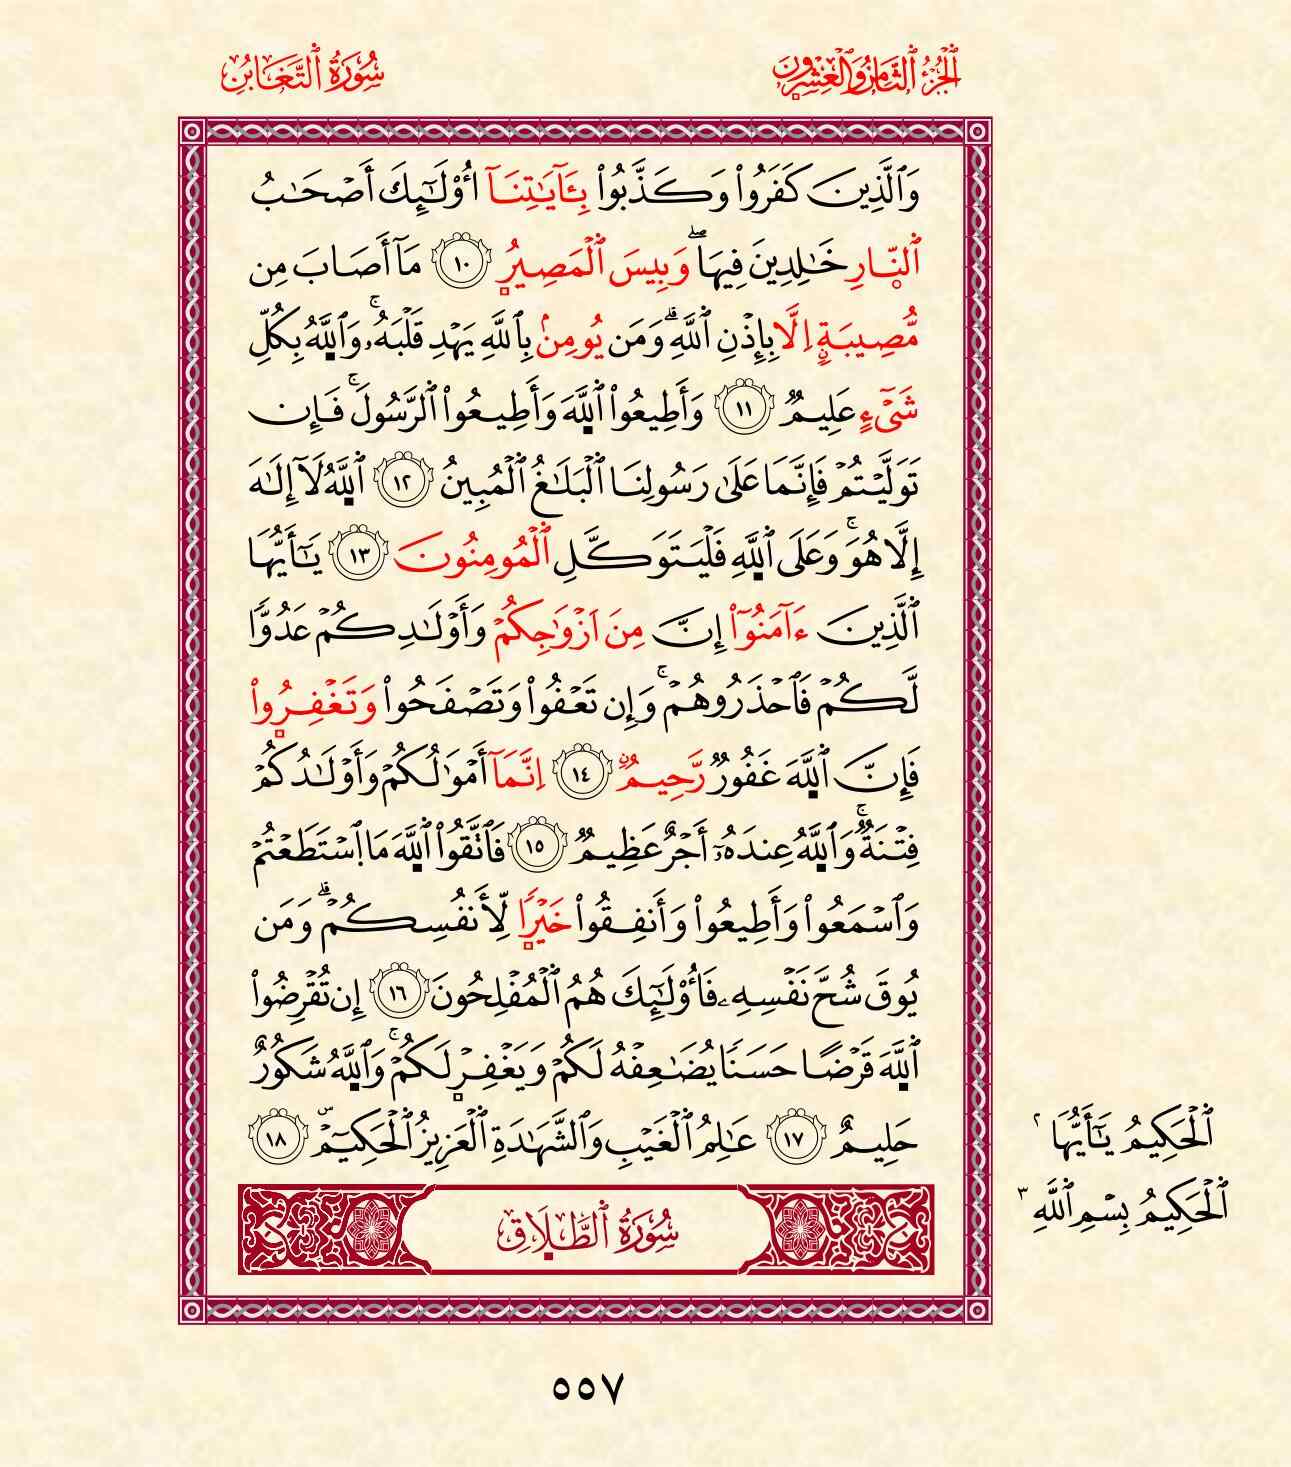 سُورَةُ ٱلتَّغَابُنِ
ٱلْجُزْءُ ٱلثَّامِنُ وَٱلْعِشْرُونَ
وَٱلَّذِينَ كَفَرُواْ وَكَذَّبُواْ بِـَٔايَٰتِنَآ أُوْلَٰٓئِكَ أَصْحَٰبُ
ٱلنّ۪ارِ خَٰلِدِينَ فِيهَاۖ وَبِيسَ ٱلْمَصِيرُ ١٠ مَآ أَصَابَ مِن
مُّصِيبَةٍ اِلَّا بِإِذْنِ ٱللَّهِۗ وَمَن يُومِنۢ بِٱللَّهِ يَهْدِ قَلْبَهُۥۚ وَٱللَّهُ بِكُلِّ
شَےْءٍ عَلِيمٌ ١١ وَأَطِيعُواْ ٱللَّهَ وَأَطِيعُواْ ٱلرَّسُولَۚ فَإِن
تَوَلَّيْتُمْ فَإِنَّمَا عَلَىٰ رَسُولِنَا ٱلْبَلَٰغُ ٱلْمُبِينُ ١٢ ٱللَّهُ لَآ إِلَٰهَ
إِلَّا هُوَۚ وَعَلَى ٱللَّهِ فَلْيَتَوَكَّلِ ٱلْمُومِنُونَ ١٣ يَٰٓأَيُّهَا
ٱلَّذِينَ ءَآمَنُوٓاْ إِنَّ مِنَ اَزْوَٰجِكُمْ وَأَوْلَٰدِكُمْ عَدُوًّا
لَّكُمْ فَٱحْذَرُوهُمْۚ وَإِن تَعْفُواْ وَتَصْفَحُواْ وَتَغْفِرُواْ
فَإِنَّ ٱللَّهَ غَفُورٌ رَّحِيمٌ ١٤ اِنَّمَآ أَمْوَٰلُكُمْ وَأَوْلَٰدُكُمْ
فِتْنَةٌۚ وَٱللَّهُ عِندَهُۥٓ أَجْرٌ عَظِيمٌ ١٥ فَٱتَّقُواْ ٱللَّهَ مَا ٱسْتَطَعْتُمْ
وَٱسْمَعُواْ وَأَطِيعُواْ وَأَنفِقُواْ خَيْرًا لِّأَنفُسِكُمْۗ وَمَن
يُوقَ شُحَّ نَفْسِهِۦ فَأُوْلَٰٓئِكَ هُمُ ٱلْمُفْلِحُونَ ١٦ إِن تُقْرِضُواْ
ٱللَّهَ قَرْضًا حَسَنًا يُضَٰعِفْهُ لَكُمْ وَيَغْفِرْ لَكُمْۚ وَٱللَّهُ شَكُورٌ
حَلِيمٌ ١٧ عَٰلِمُ ٱلْغَيْبِ وَٱلشَّهَٰدَةِ ٱلْعَزِيزُ ٱلْحَكِيمُ ١٨
ٱلْحَكِيمُ يَٰٓأَيُّهَا ٢
ٱلْحَكِيمُ بِسْمِ ٱللَّهِ ٣
سُورَةُ ٱلطَّلَاقِ
٥٥٧